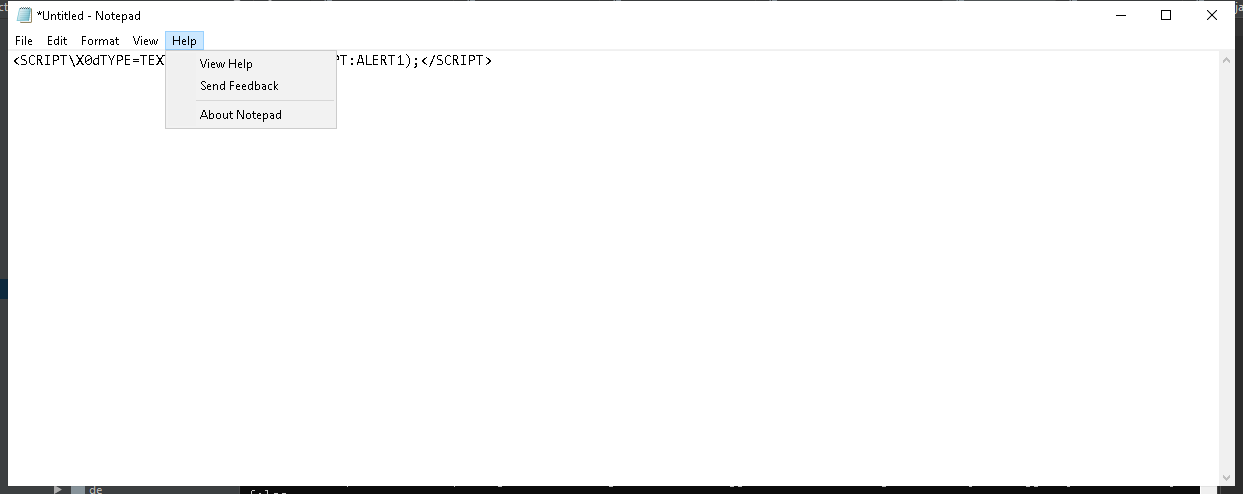 *Untitled - Notepad
File Edit Format View Help
<SCRIPT\X0dTYPE=TEX PT:ALERT1);</SCRIPT>
View Help
Send Feedback
About Notepad
de